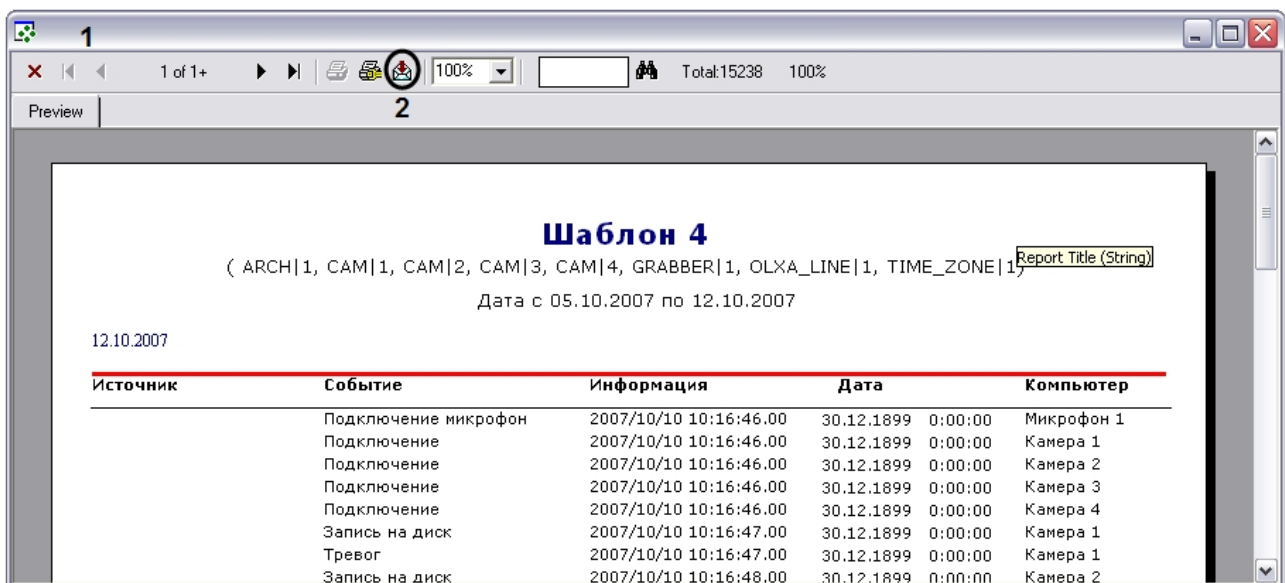 1
1 of 1+ 100% Total:15238 100%
2
Preview
Шаблон 4
( ARCH|1, CAM|1, CAM|2, CAM|3, CAM|4, GRABBER|1, OLXA_LINE|1, TIME_ZONE|1)
Report Title (String)
Дата с 05.10.2007 по 12.10.2007
12.10.2007
Источник Событие Информация Дата Компьютер
Подключение микрофон 2007/10/10 10:16:46.00 30.12.1899 0:00:00 Микрофон 1
Подключение 2007/10/10 10:16:46.00 30.12.1899 0:00:00 Камера 1
Подключение 2007/10/10 10:16:46.00 30.12.1899 0:00:00 Камера 2
Подключение 2007/10/10 10:16:46.00 30.12.1899 0:00:00 Камера 3
Подключение 2007/10/10 10:16:46.00 30.12.1899 0:00:00 Камера 4
Запись на диск 2007/10/10 10:16:47.00 30.12.1899 0:00:00 Камера 1
Тревог 2007/10/10 10:16:47.00 30.12.1899 0:00:00 Камера 1
Запись на диск 2007/10/10 10:16:48.00 30.12.1899 0:00:00 Камера 2